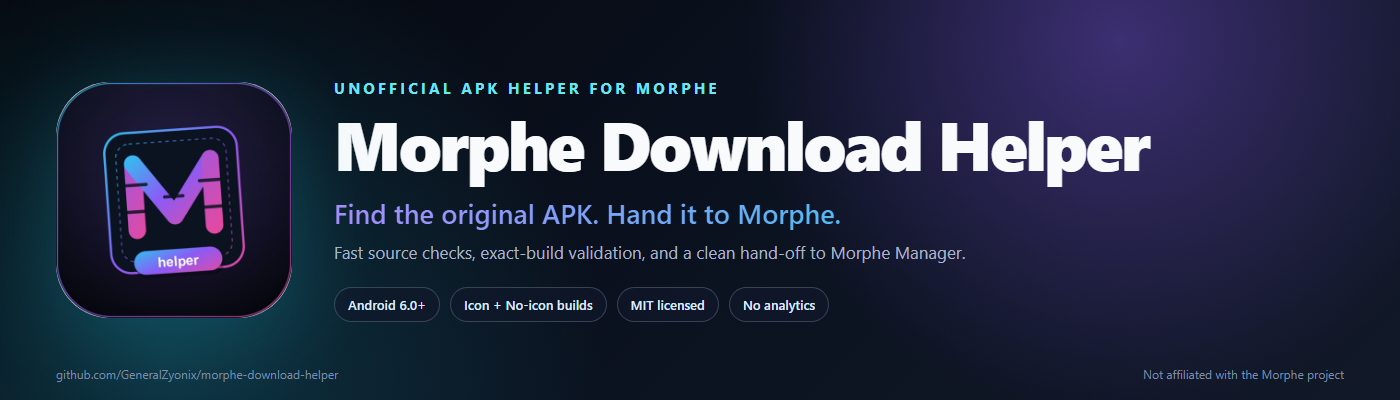 UNOFFICIAL APK HELPER FOR MORPHE
Morphe Download Helper
Find the original APK. Hand it to Morphe.
Fast source checks, exact-build validation, and a clean hand-off to Morphe Manager.
M
helper
Android 6.0+
Icon + No-icon builds
MIT licensed
No analytics
github.com/GeneralZyonix/morphe-download-helper
Not affiliated with the Morphe project